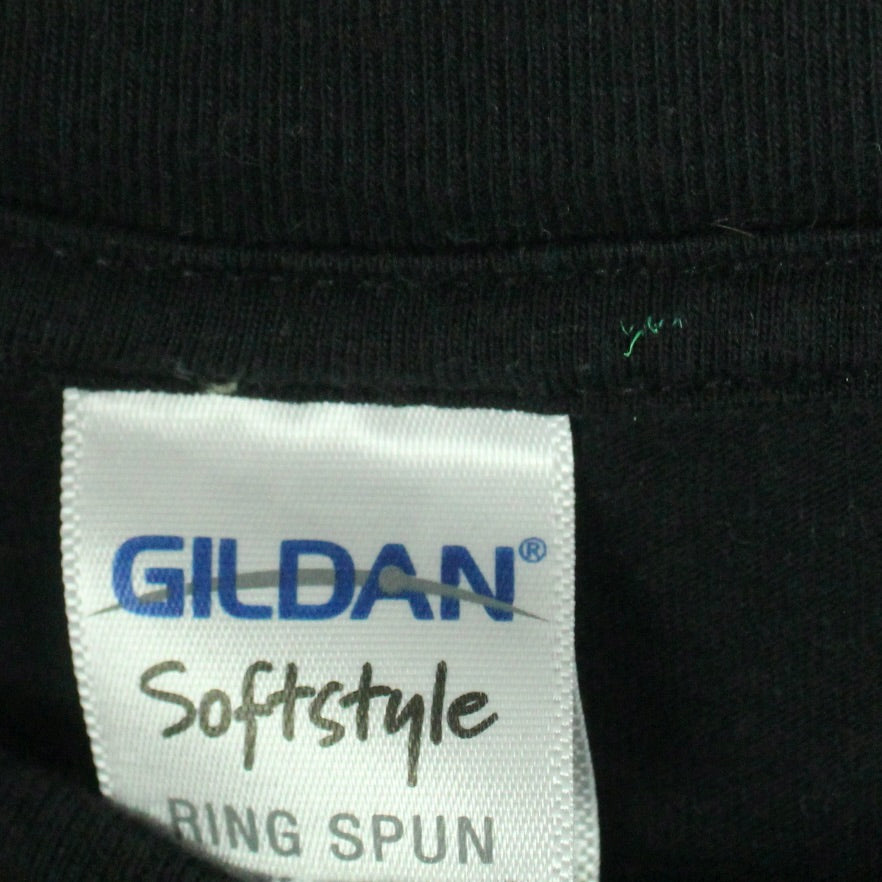 GILDAN®
Softstyle
RING SPUN